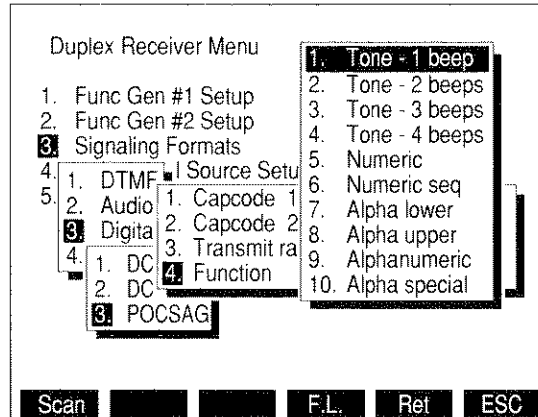 Duplex Receiver Menu
1. Func Gen #1 Setup
2. Func Gen #2 Setup
3. Signaling Formats
4. l Source Setu
5.
1. DTMF
2. Audio
3. Digita
4.
1. DC
2. DC
3. POCSAG
1. Capcode 1
2. Capcode 2
3. Transmit ra
4. Function
1. Tone - 1 beep
2. Tone - 2 beeps
3. Tone - 3 beeps
4. Tone - 4 beeps
5. Numeric
6. Numeric seq
7. Alpha lower
8. Alpha upper
9. Alphanumeric
10. Alpha special
Scan F.L. Ret ESC